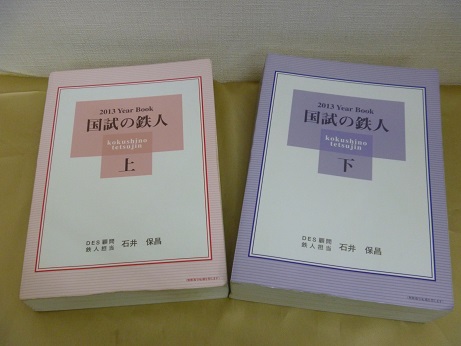 2013 Year Book
国試の鉄人
kokushino
tetsujin
上
DES顧問
鉄人担当
石井 保昌
2013 Year Book
国試の鉄人
kokushino
tetsujin
下
DES顧問
鉄人担当
石井 保昌